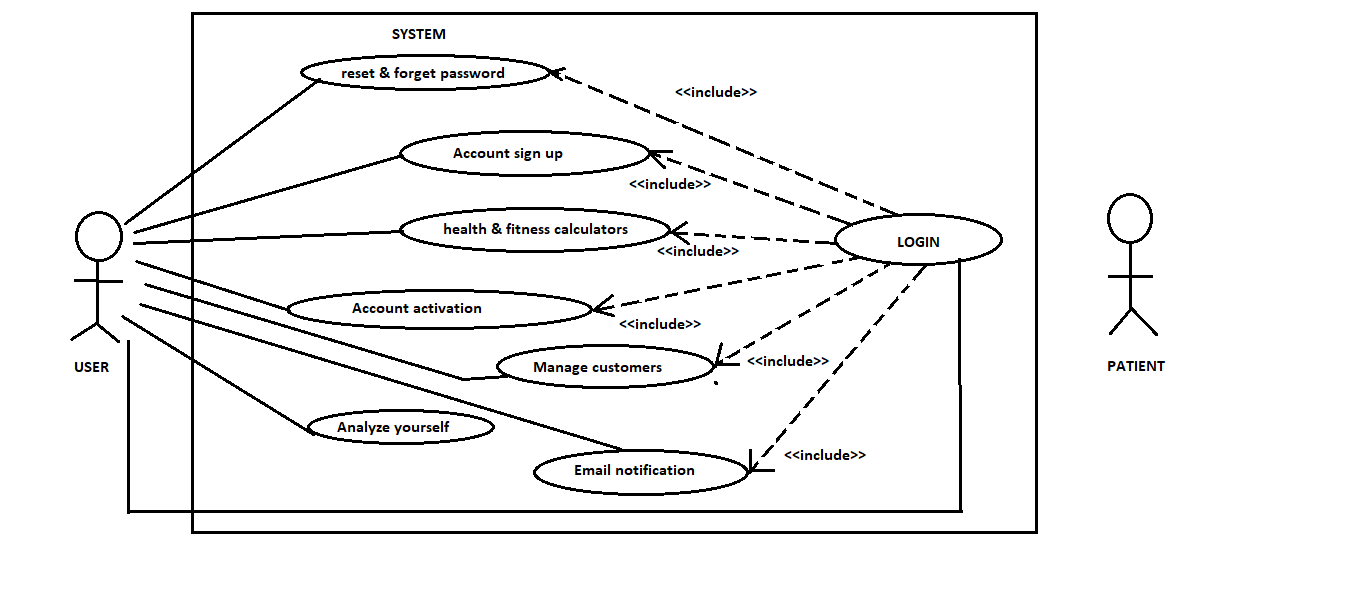 SYSTEM
reset & forget password
<<include>>
Account sign up
<<include>>
health & fitness calculators
LOGIN
<<include>>
Account activation
<<include>>
Manage customers
<<include>>
USER
PATIENT
Analyze yourself
<<include>>
Email notification